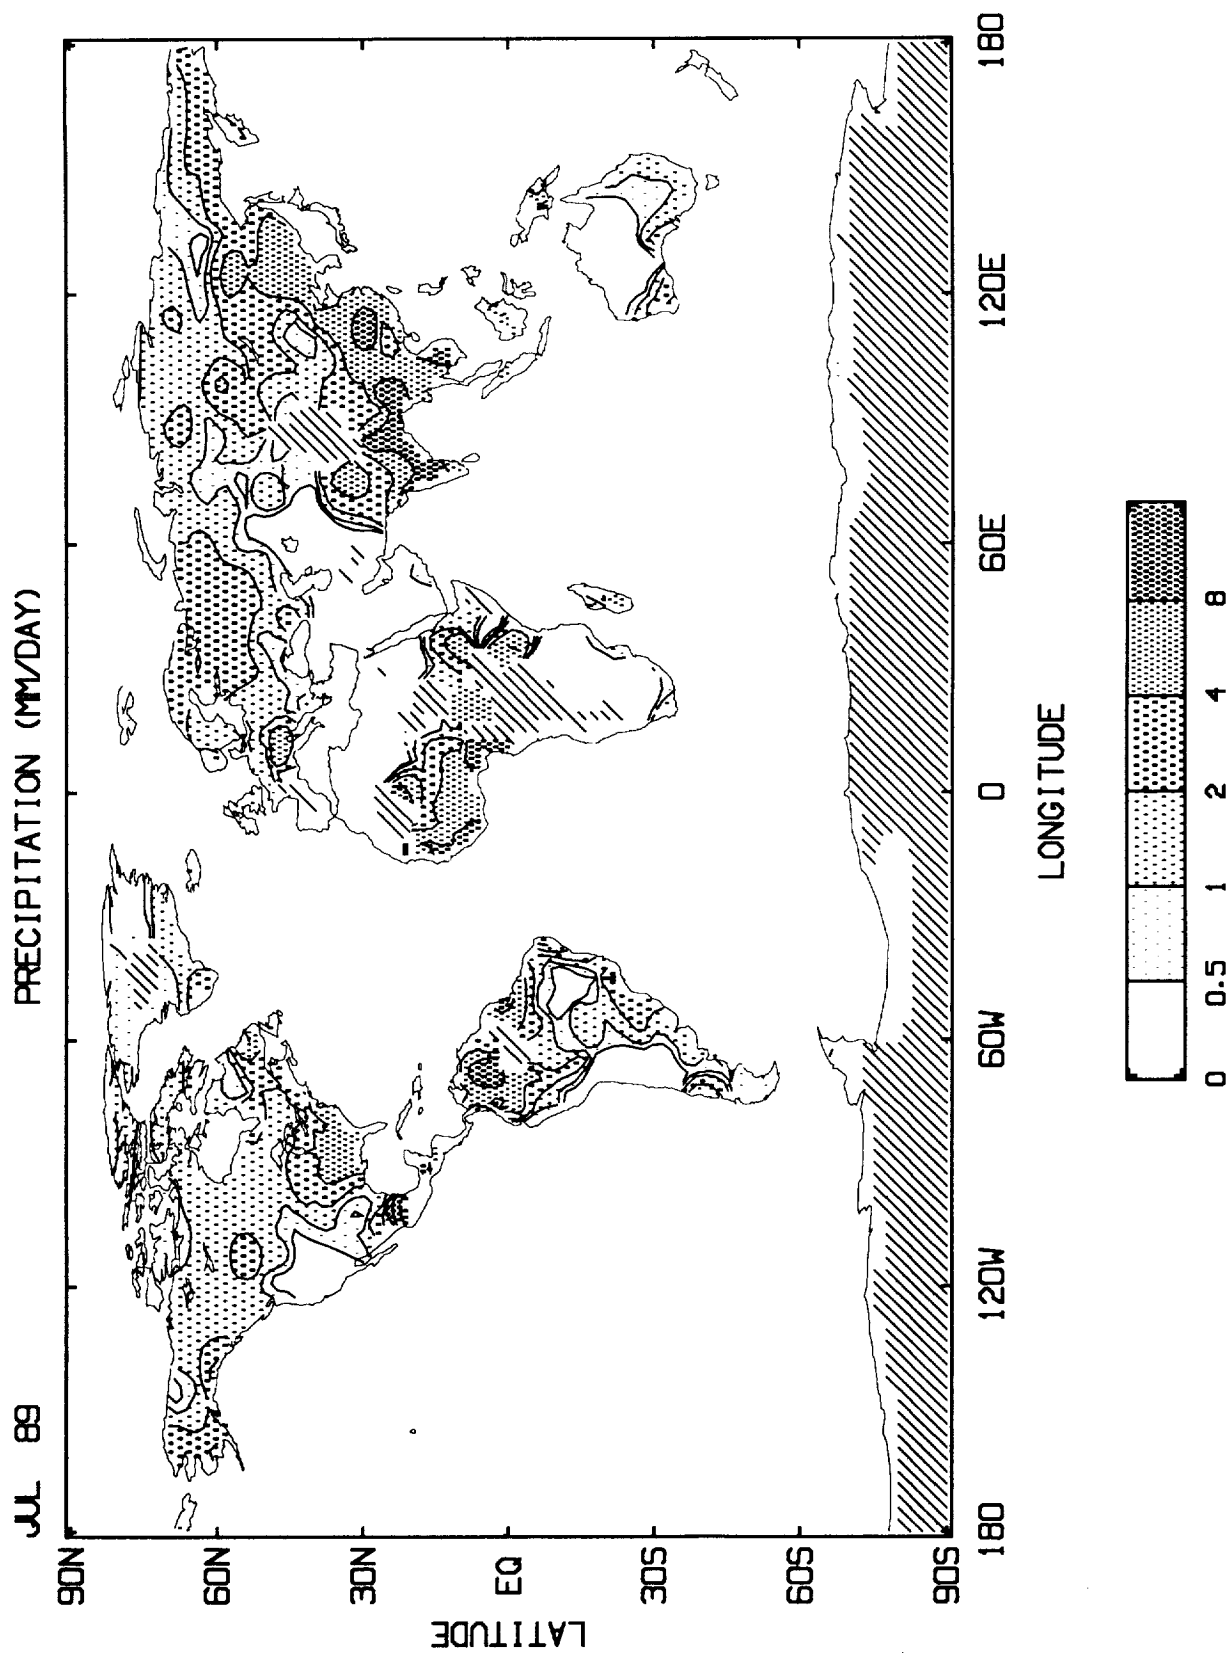 JUL 89 PRECIPITATION (MM/DAY)
90N
60N
30N
EQ
30S
60S
90S
LATITUDE
180 120W 60W 0 60E 120E 180
LONGITUDE
0 0.5 1 2 4 8